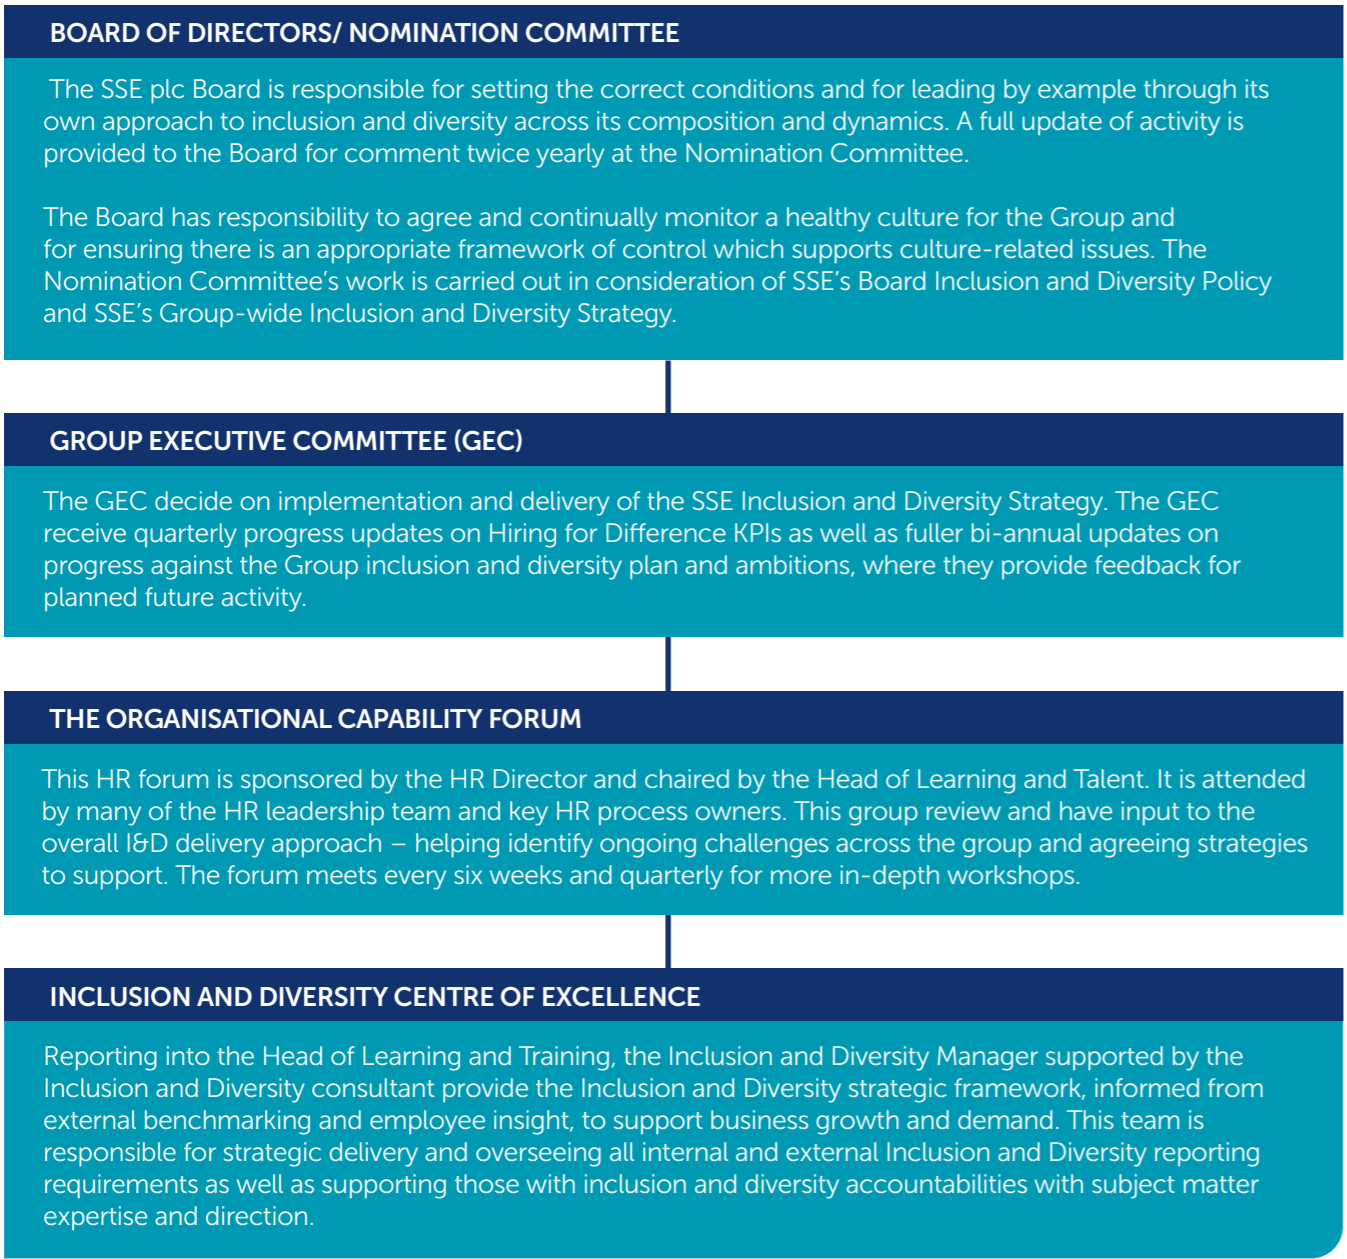 BOARD OF DIRECTORS/ NOMINATION COMMITTEE
The SSE plc Board is responsible for setting the correct conditions and for leading by example through its
own approach to inclusion and diversity across its composition and dynamics. A full update of activity is
provided to the Board for comment twice yearly at the Nomination Committee.
The Board has responsibility to agree and continually monitor a healthy culture for the Group and
for ensuring there is an appropriate framework of control which supports culture-related issues. The
Nomination Committee’s work is carried out in consideration of SSE’s Board Inclusion and Diversity Policy
and SSE’s Group-wide Inclusion and Diversity Strategy.
GROUP EXECUTIVE COMMITTEE (GEC)
The GEC decide on implementation and delivery of the SSE Inclusion and Diversity Strategy. The GEC
receive quarterly progress updates on Hiring for Difference KPIs as well as fuller bi-annual updates on
progress against the Group inclusion and diversity plan and ambitions, where they provide feedback for
planned future activity.
THE ORGANISATIONAL CAPABILITY FORUM
This HR forum is sponsored by the HR Director and chaired by the Head of Learning and Talent. It is attended
by many of the HR leadership team and key HR process owners. This group review and have input to the
overall I&D delivery approach – helping identify ongoing challenges across the group and agreeing strategies
to support. The forum meets every six weeks and quarterly for more in-depth workshops.
INCLUSION AND DIVERSITY CENTRE OF EXCELLENCE
Reporting into the Head of Learning and Training, the Inclusion and Diversity Manager supported by the
Inclusion and Diversity consultant provide the Inclusion and Diversity strategic framework, informed from
external benchmarking and employee insight, to support business growth and demand. This team is
responsible for strategic delivery and overseeing all internal and external Inclusion and Diversity reporting
requirements as well as supporting those with inclusion and diversity accountabilities with subject matter
expertise and direction.